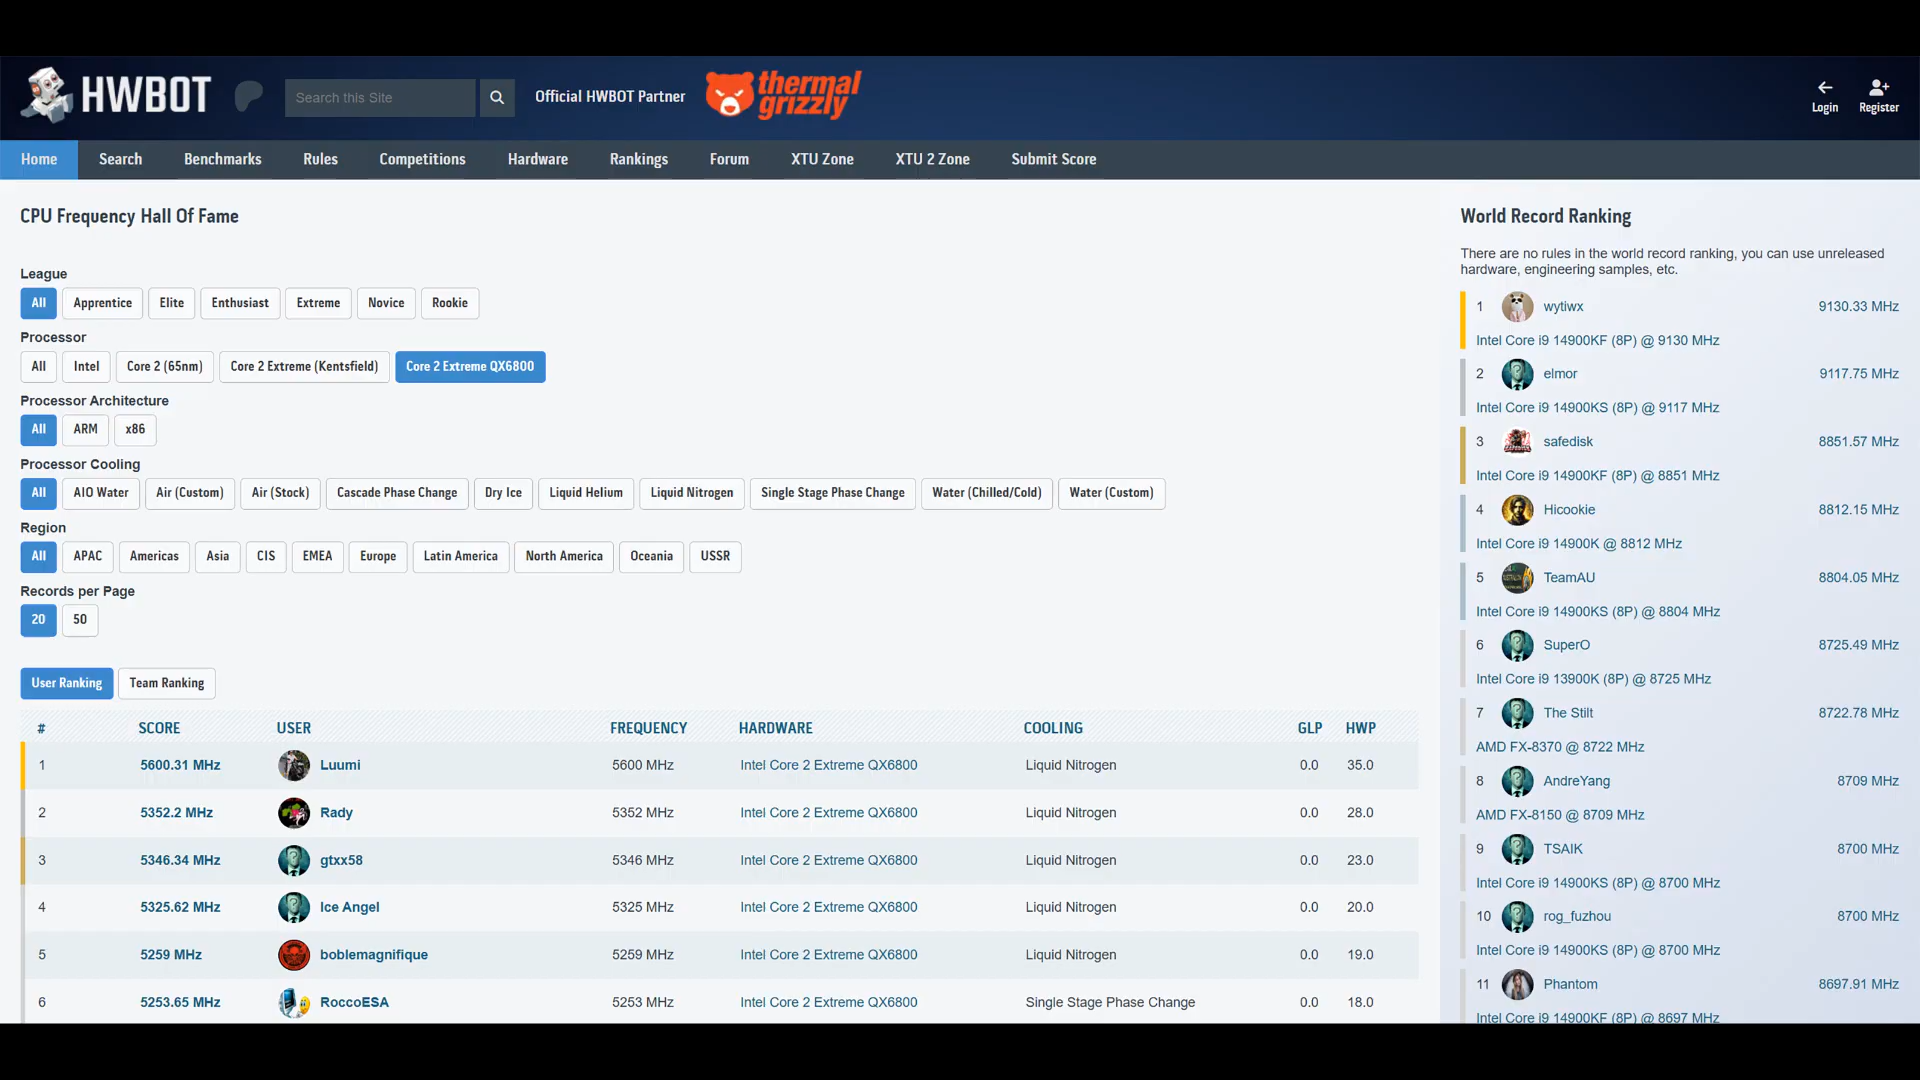 HWBOT
Search this Site
Official HWBOT Partner
thermal
grizzly
Login
Register
Home Search Benchmarks Rules Competitions Hardware Rankings Forum XTU Zone XTU 2 Zone Submit Score
CPU Frequency Hall Of Fame
League
All Apprentice Elite Enthusiast Extreme Novice Rookie
Processor
All Intel Core 2 (65nm) Core 2 Extreme (Kentsfield) Core 2 Extreme QX6800
Processor Architecture
All ARM x86
Processor Cooling
All AIO Water Air (Custom) Air (Stock) Cascade Phase Change Dry Ice Liquid Helium Liquid Nitrogen Single Stage Phase Change Water (Chilled/Cold) Water (Custom)
Region
All APAC Americas Asia CIS EMEA Europe Latin America North America Oceania USSR
Records per Page
20 50
User Ranking Team Ranking
# SCORE USER FREQUENCY HARDWARE COOLING GLP HWP
1 5600.31 MHz Luumi 5600 MHz Intel Core 2 Extreme QX6800 Liquid Nitrogen 0.0 35.0
2 5352.2 MHz Rady 5352 MHz Intel Core 2 Extreme QX6800 Liquid Nitrogen 0.0 28.0
3 5346.34 MHz gtxx58 5346 MHz Intel Core 2 Extreme QX6800 Liquid Nitrogen 0.0 23.0
4 5325.62 MHz Ice Angel 5325 MHz Intel Core 2 Extreme QX6800 Liquid Nitrogen 0.0 20.0
5 5259 MHz boblemagnifique 5259 MHz Intel Core 2 Extreme QX6800 Liquid Nitrogen 0.0 19.0
6 5253.65 MHz RoccoESA 5253 MHz Intel Core 2 Extreme QX6800 Single Stage Phase Change 0.0 18.0
World Record Ranking
There are no rules in the world record ranking, you can use unreleased
hardware, engineering samples, etc.
1 wytiwx 9130.33 MHz
Intel Core i9 14900KF (8P) @ 9130 MHz
2 elmor 9117.75 MHz
Intel Core i9 14900KS (8P) @ 9117 MHz
3 safedisk 8851.57 MHz
Intel Core i9 14900KF (8P) @ 8851 MHz
4 Hicookie 8812.15 MHz
Intel Core i9 14900K @ 8812 MHz
5 TeamAU 8804.05 MHz
Intel Core i9 14900KS (8P) @ 8804 MHz
6 SuperO 8725.49 MHz
Intel Core i9 13900K (8P) @ 8725 MHz
7 The Stilt 8722.78 MHz
AMD FX-8370 @ 8722 MHz
8 AndreYang 8709 MHz
AMD FX-8150 @ 8709 MHz
9 TSAIK 8700 MHz
Intel Core i9 14900KS (8P) @ 8700 MHz
10 rog_fuzhou 8700 MHz
Intel Core i9 14900KS (8P) @ 8700 MHz
11 Phantom 8697.91 MHz
Intel Core i9 14900KF (8P) @ 8697 MHz